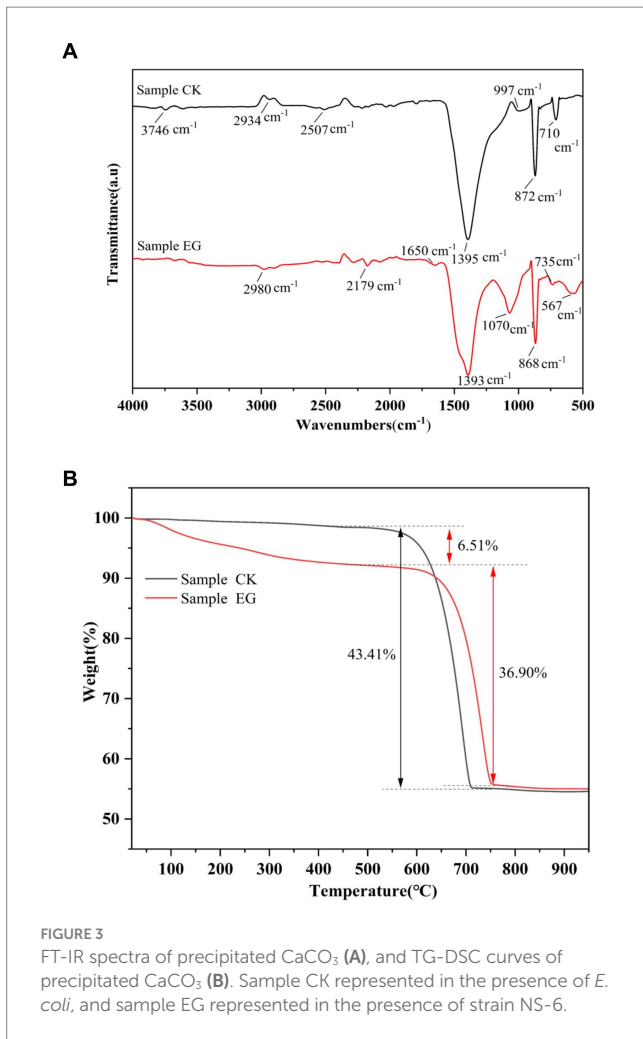 A
Sample CK
3746 cm-1
2934 cm-1
2507 cm-1
997 cm-1
710
cm-1
872 cm-1
1395 cm-1
Sample EG
2980 cm-1
2179 cm-1
1650 cm-1
735cm-1
567
cm-1
1070cm-1
868 cm-1
1393 cm-1
Transmittance(a.u)
4000 3500 3000 2500 2000 1500 1000 500
Wavenumbers(cm-1)
B
100
90
80
70
60
50
Weight(%)
Sample CK
Sample EG
6.51%
43.41%
36.90%
100 200 300 400 500 600 700 800 900
Temperature(°C)
FIGURE 3
FT-IR spectra of precipitated CaCO3 (A), and TG-DSC curves of
precipitated CaCO3 (B). Sample CK represented in the presence of E.
coli, and sample EG represented in the presence of strain NS-6.